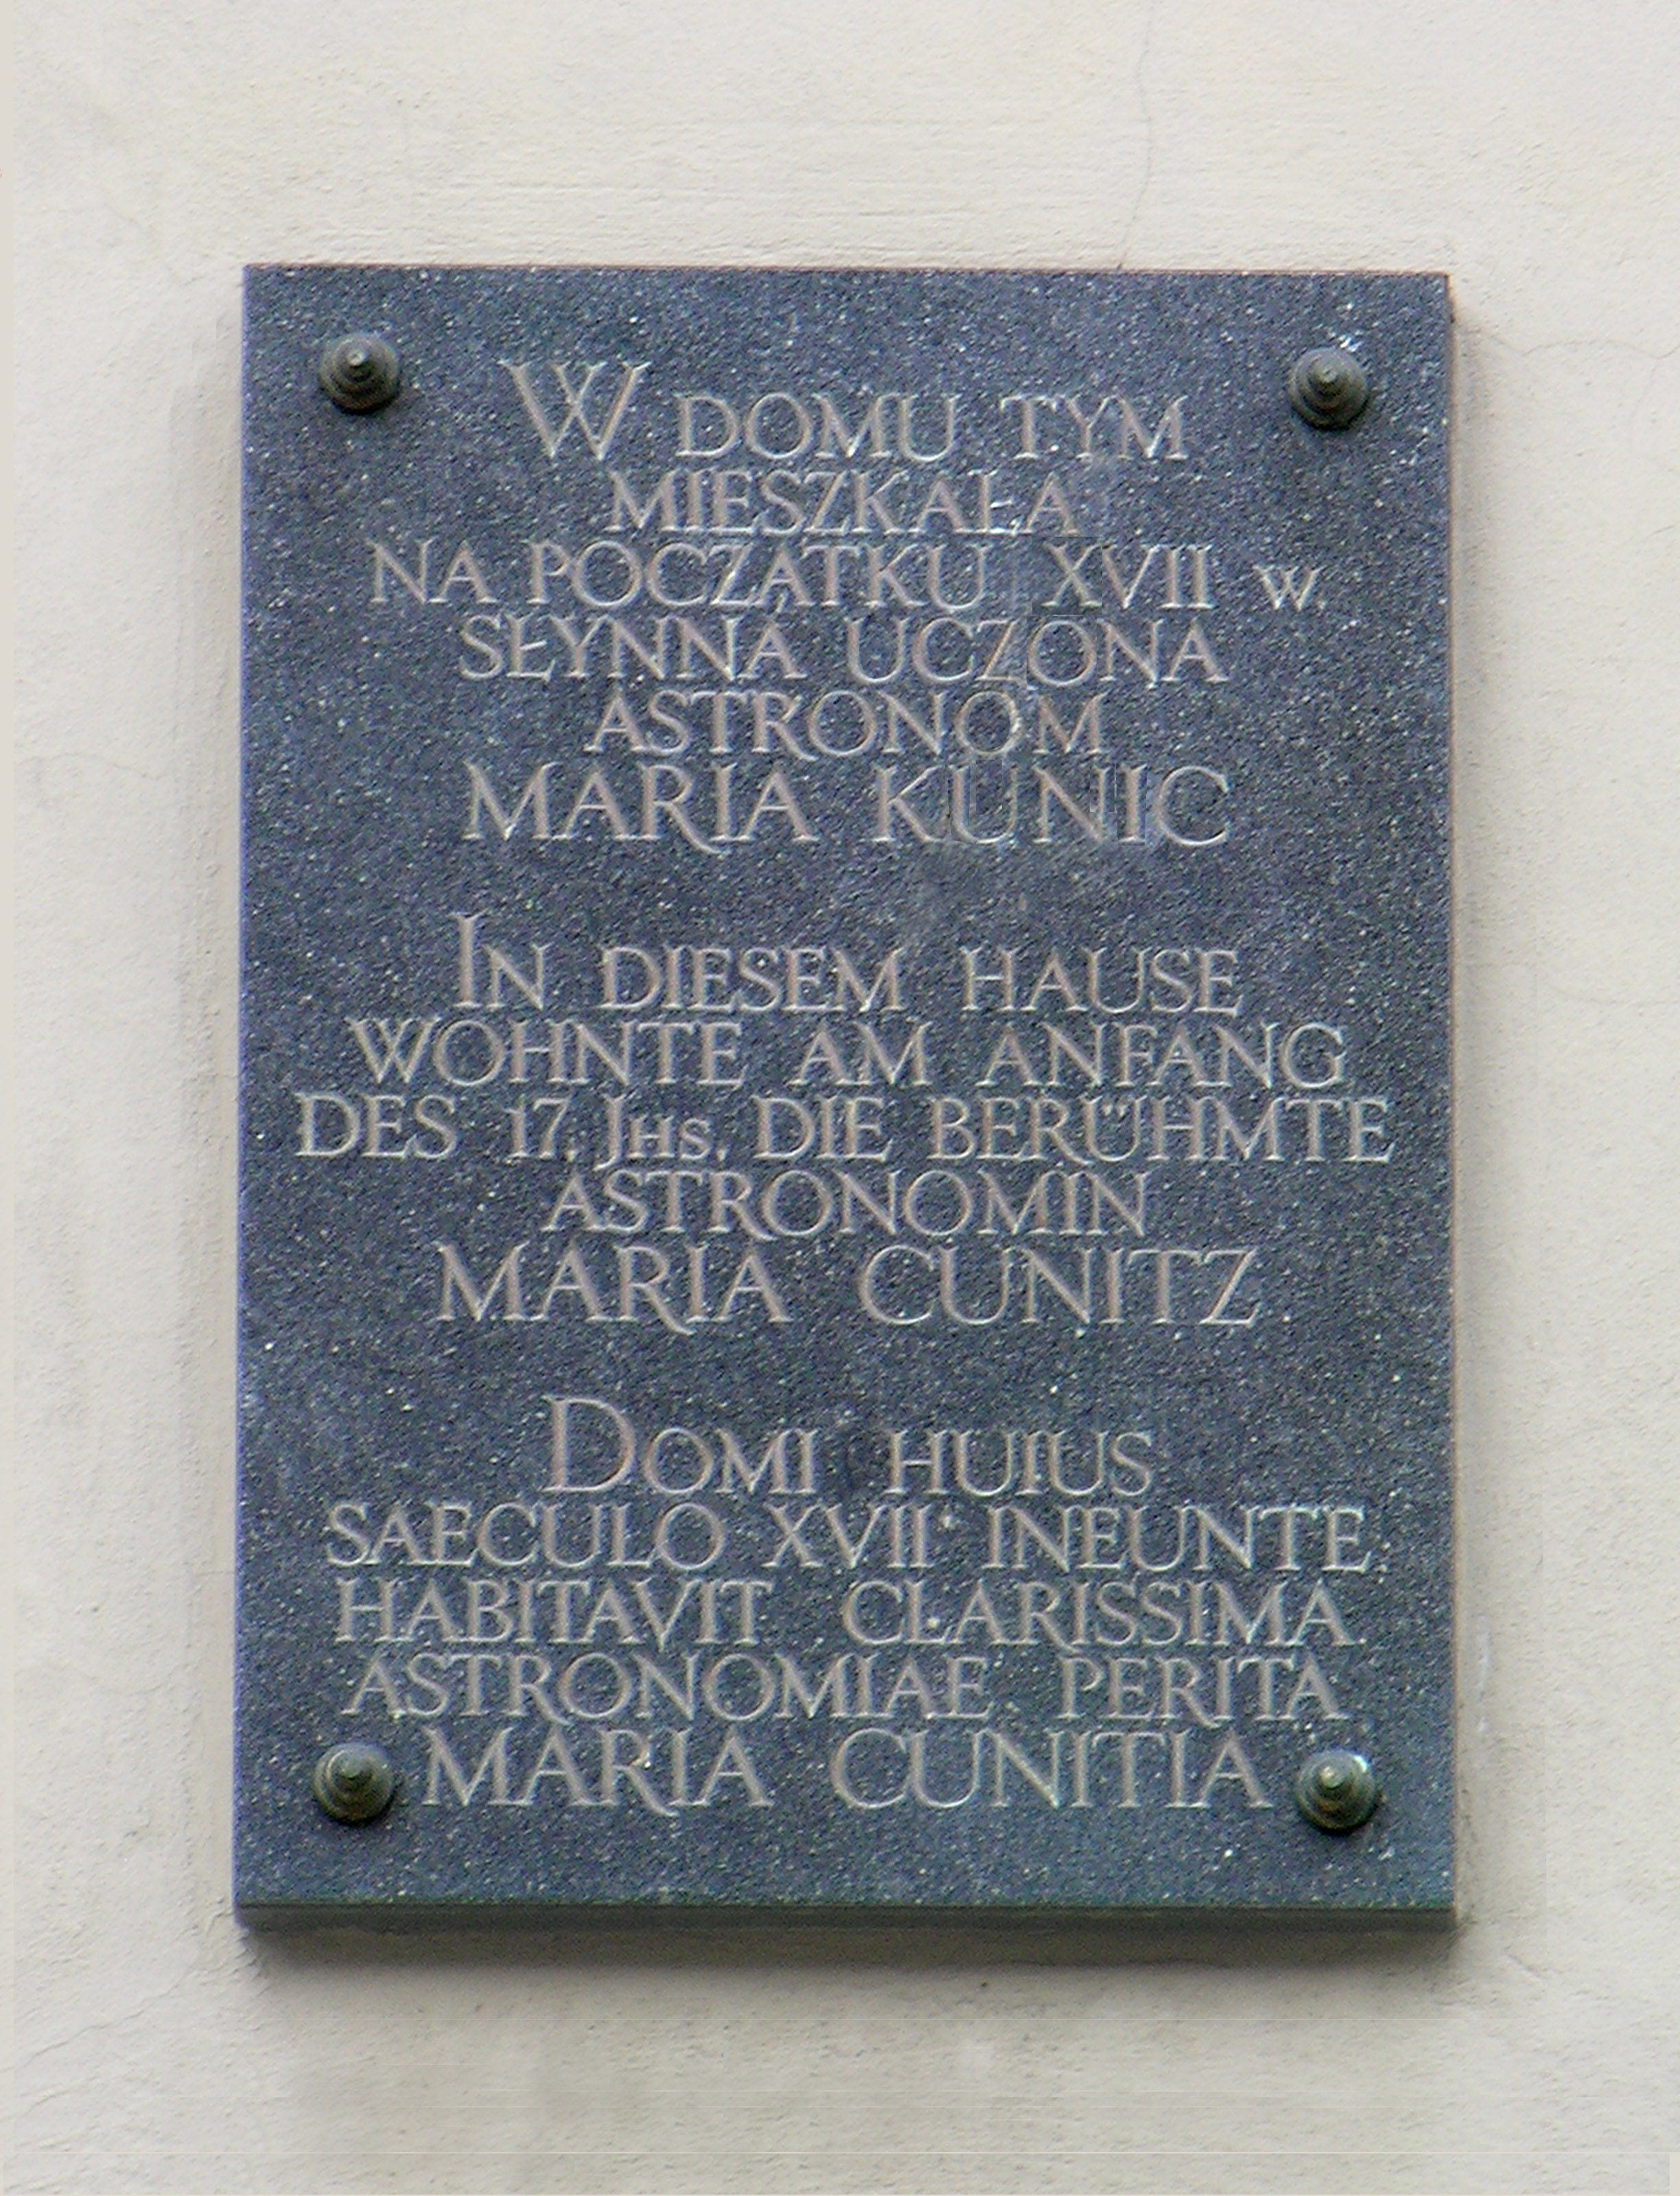 W DOMU TYM
MIESZKAŁA
NA POCZĄTKU XVII W.
SŁYNNA UCZONA
ASTRONOM
MARIA KUNIC
IN DIESEM HAUSE
WOHNTE AM ANFANG
DES 17. JHS. DIE BERÜHMTE
ASTRONOMIN
MARIA CUNITZ
DOMI HUIUS
SAECULO XVII INEUNTE
HABITAVIT CLARISSIMA
ASTRONOMIAE PERITA
MARIA CUNITIA